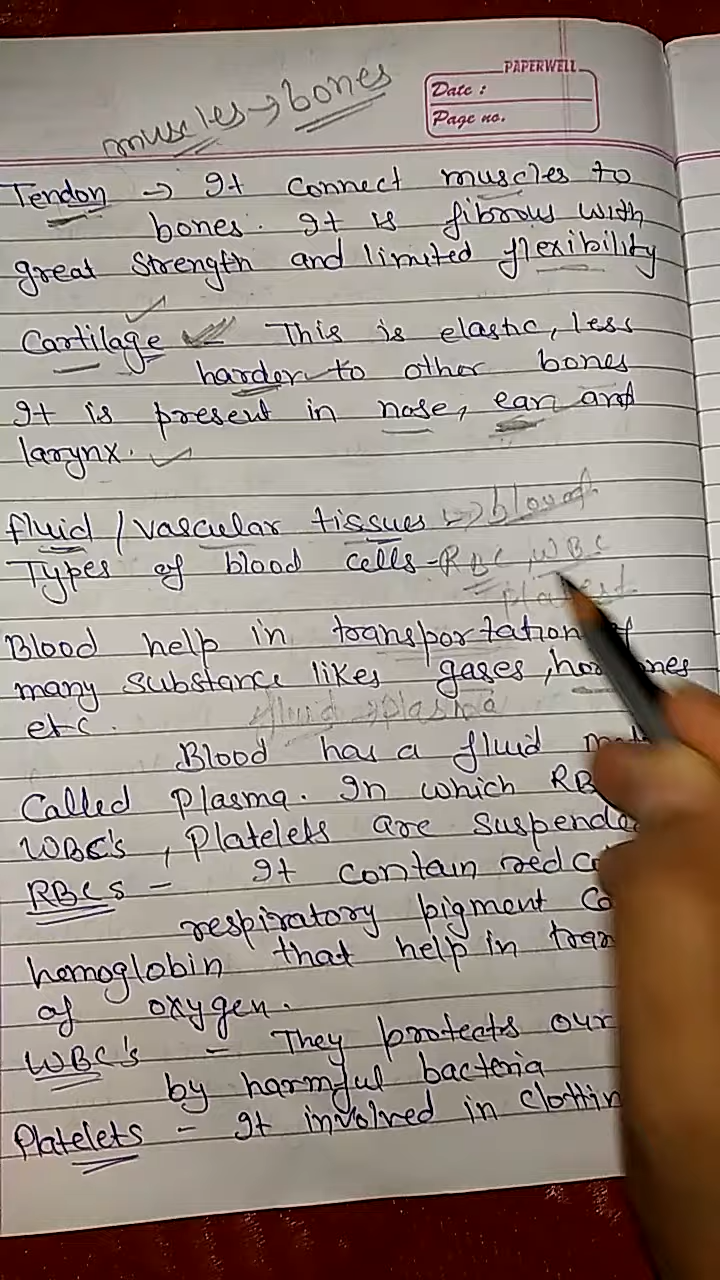 muscles → bones
PAPERWELL
Date :
Page no.
Tendon → It connect muscles to
bones. It is fibrous with
great strength and limited flexibility
Cartilage - This is elastic, less
harder to other bones
It is present in nose, ear and
larynx.
fluid / vascular tissues → blood
Types of blood cells - RBC, WBC
Platest
Blood help in transportation
many substance likes gases, hormones
etc.
fluid → plasma
Blood has a fluid
Called Plasma. In which
WBC's, Platelets are suspended
RBCs - It contain red
respiratory pigment
hemoglobin that help in
of oxygen.
WBC's - They protects our
by harmful bacteria
Platelets - It involved in